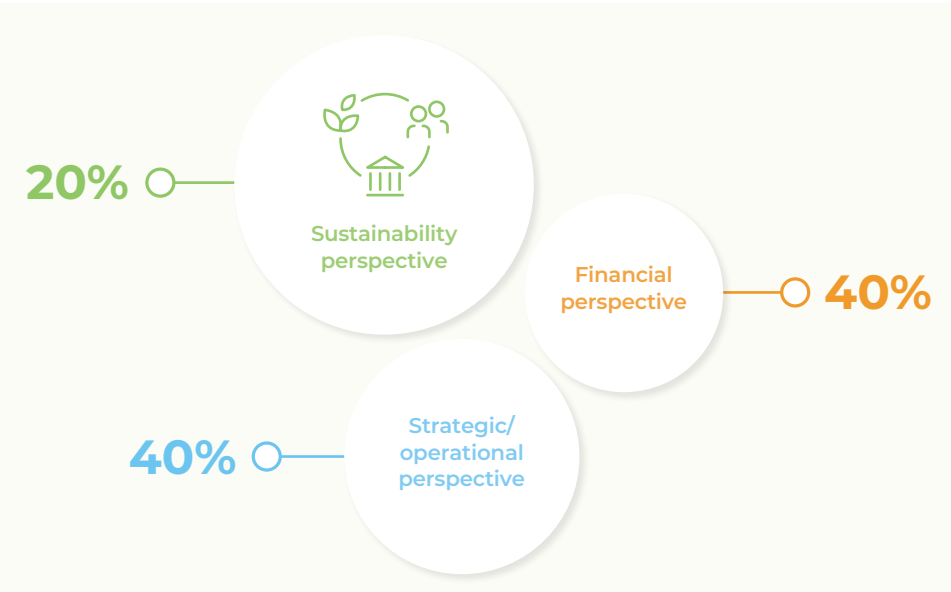 20%
Sustainability
perspective
Financial
perspective
40%
40%
Strategic/
operational
perspective